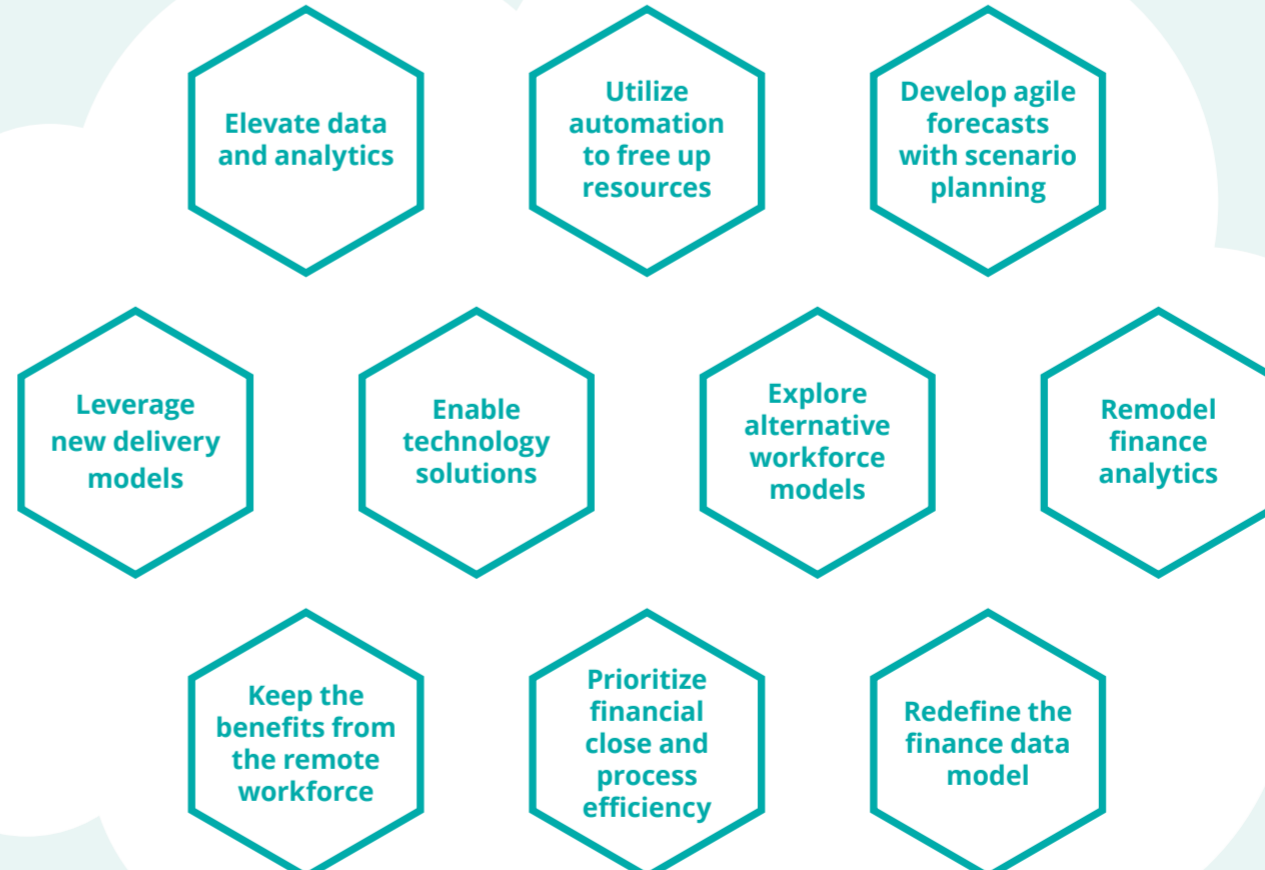 Elevate data
and analytics
Utilize
automation
to free up
resources
Develop agile
forecasts
with scenario
planning
Leverage
new delivery
models
Enable
technology
solutions
Explore
alternative
workforce
models
Remodel
finance
analytics
Keep the
benefits from
the remote
workforce
Prioritize
financial
close and
process
efficiency
Redefine the
finance data
model